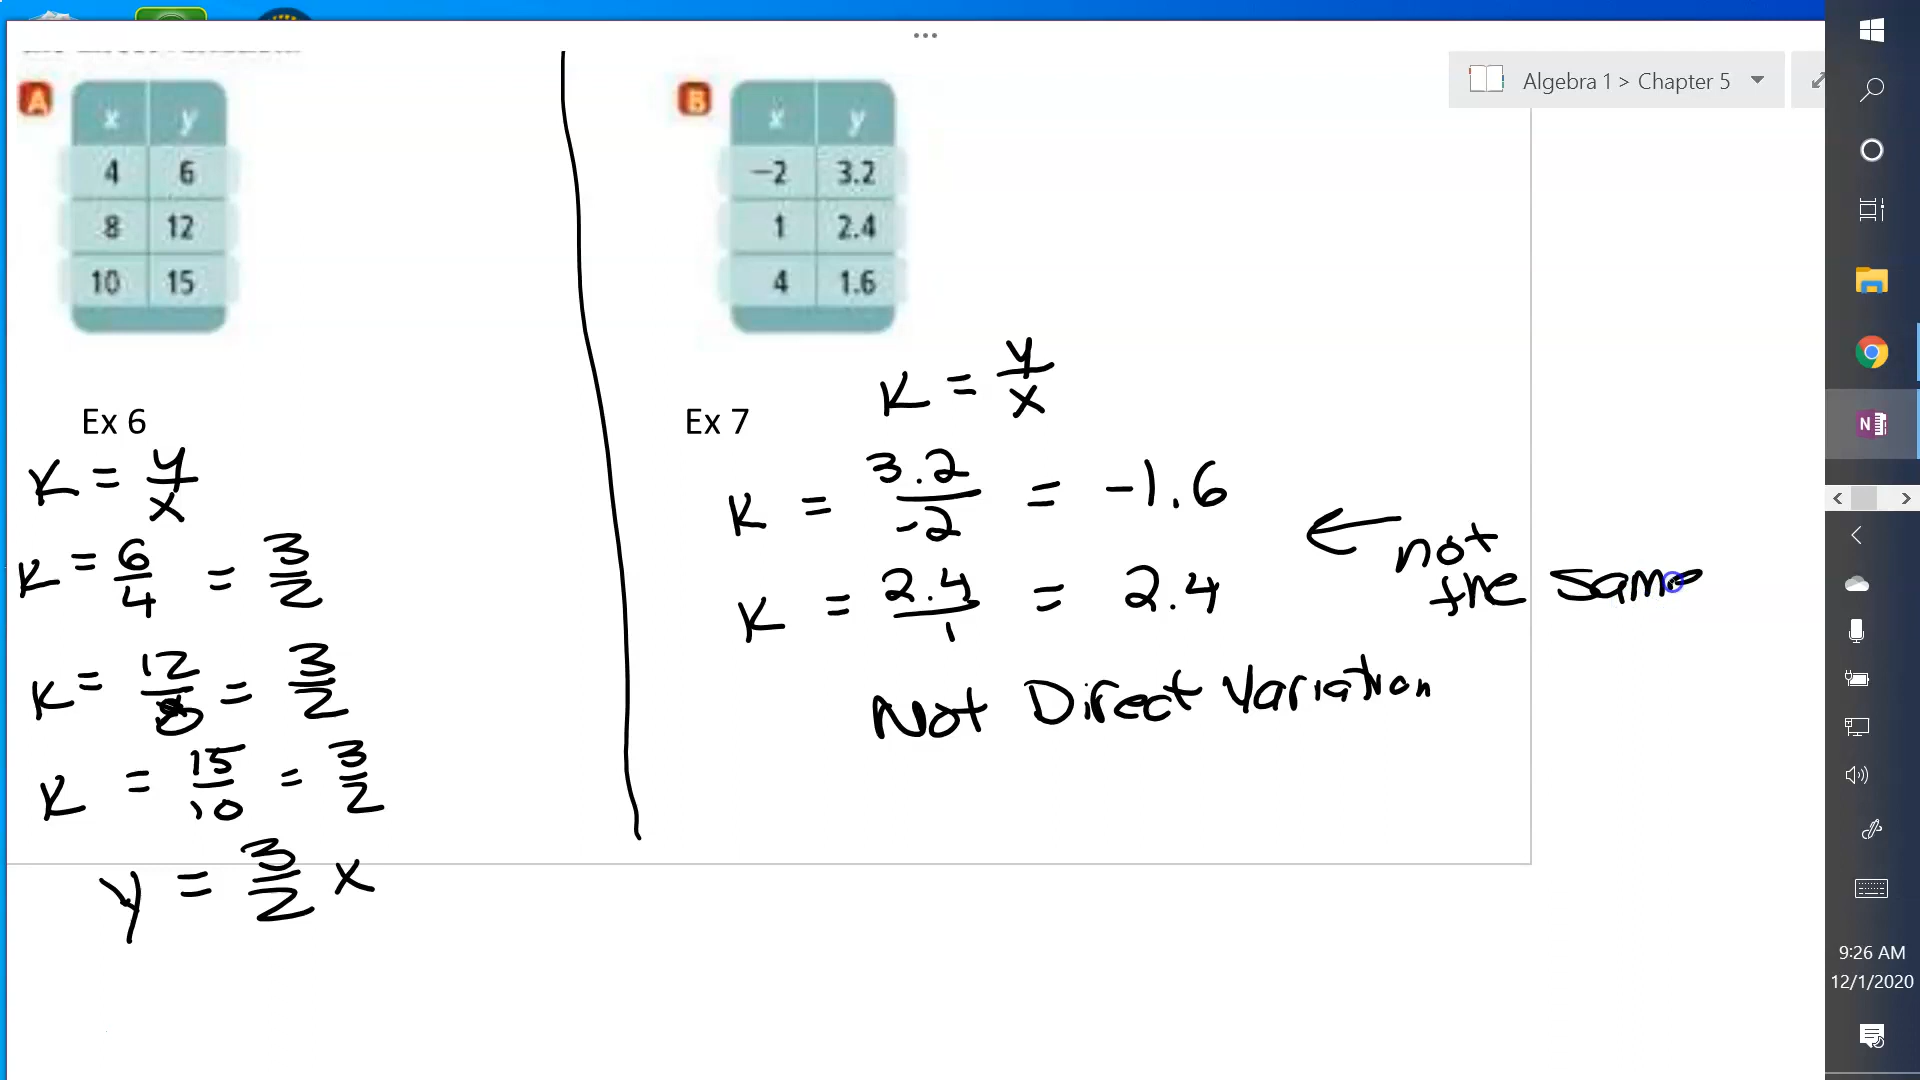 Algebra 1 > Chapter 5
A
x y
4 6
8 12
10 15
B
x y
-2 3.2
1 2.4
4 1.6
Ex 6
K = y/x
K = 6/4 = 3/2
K = 12/8 = 3/2
K = 15/10 = 3/2
y = 3/2 x
Ex 7
K = y/x
K = 3.2/-2 = -1.6
K = 2.4/1 = 2.4
← not
the same
Not Direct Variation
N
9:26 AM
12/1/2020